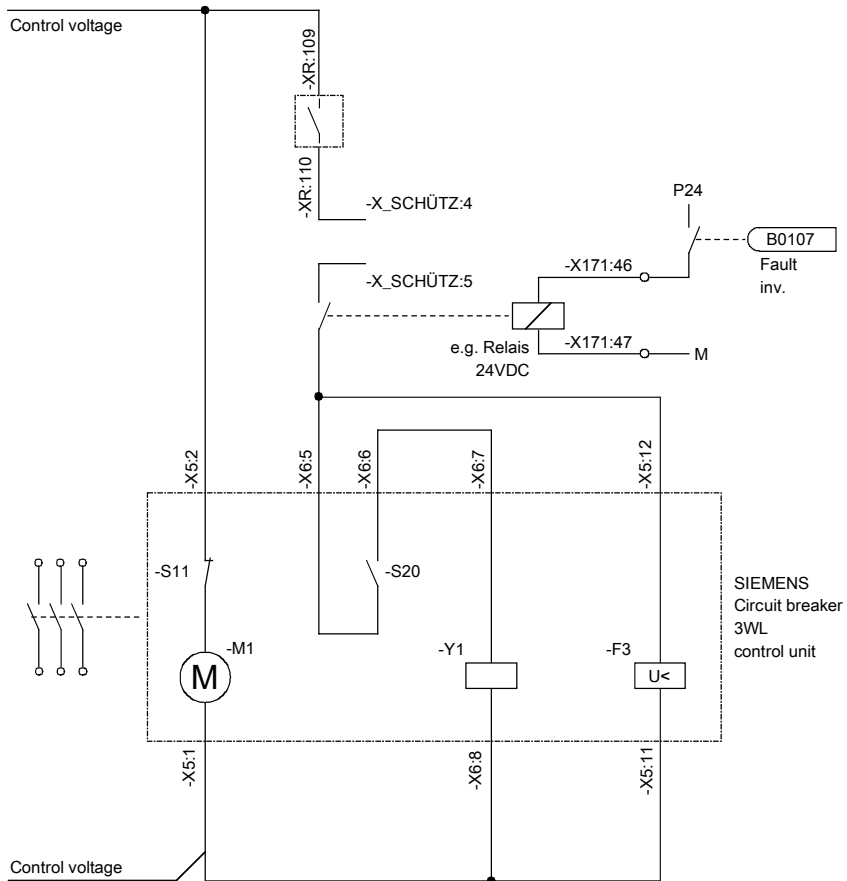 Control voltage
-XR:109
-XR:110
-X_SCHÜTZ:4
P24
B0107
Fault
inv.
-X171:46
-X_SCHÜTZ:5
e.g. Relais
24VDC
-X171:47
M
-X5:2
-X6:5
-X6:6
-X6:7
-X5:12
-S11
-S20
SIEMENS
Circuit breaker
3WL
control unit
-M1
M
-Y1
-F3
U<
-X5:1
-X6:8
-X5:11
Control voltage